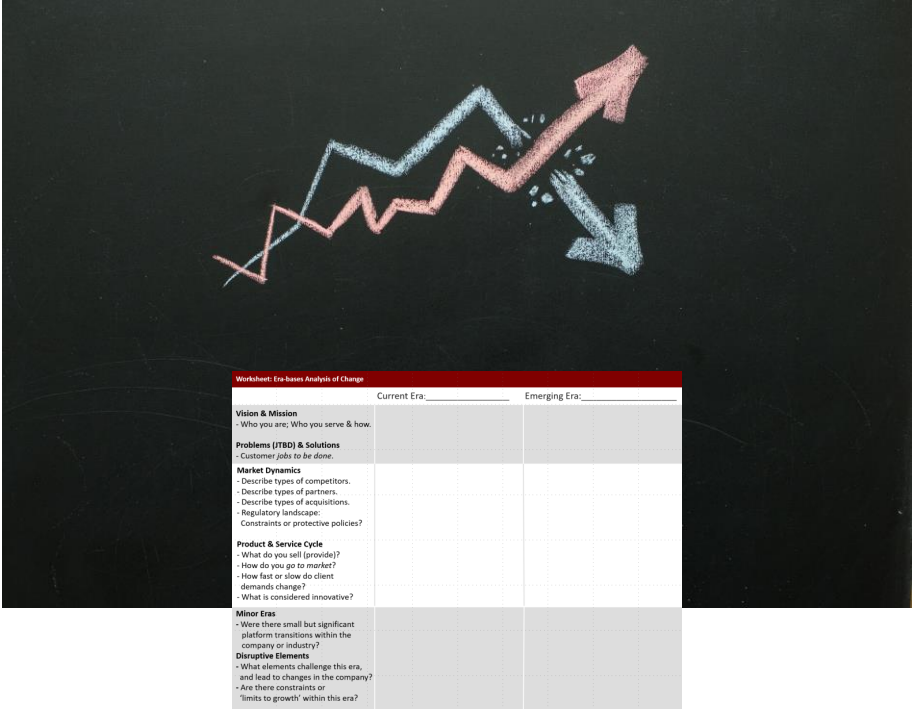 Worksheet: Era-bases Analysis of Change
Current Era:_________________ Emerging Era:____________________
Vision & Mission
- Who you are; Who you serve & how.
Problems (JTBD) & Solutions
- Customer jobs to be done.
Market Dynamics
- Describe types of competitors.
- Describe types of partners.
- Describe types of acquisitions.
- Regulatory landscape:
Constraints or protective policies?
Product & Service Cycle
- What do you sell (provide)?
- How do you go to market?
- How fast or slow do client
demands change?
- What is considered innovative?
Minor Eras
- Were there small but significant
platform transitions within the
company or industry?
Disruptive Elements
- What elements challenge this era,
and lead to changes in the company?
- Are there constraints or
'limits to growth' within this era?